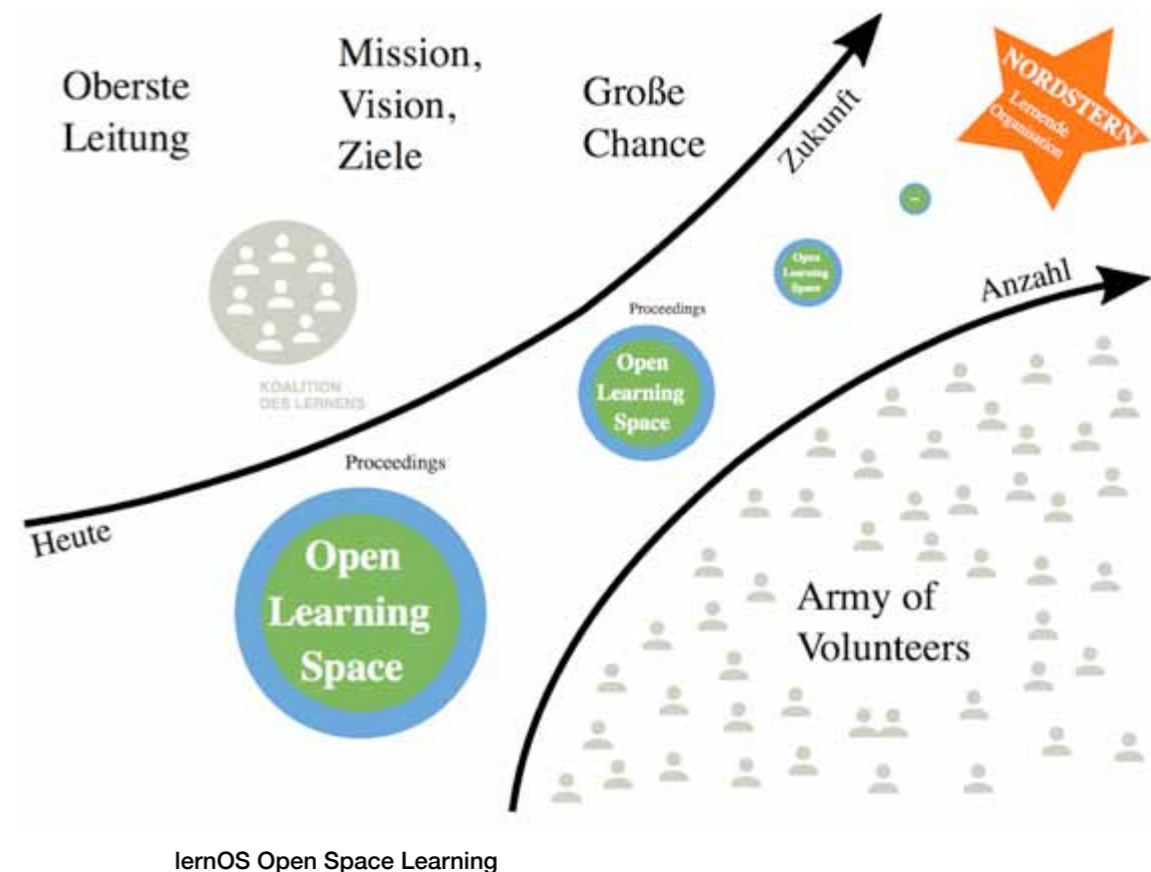 Oberste
Leitung
Mission,
Vision,
Ziele
Große
Chance
Zukunft
NORDSTERN
Lernende
Organisation
KOALITION
DES LERNENS
Heute
Proceedings
Open
Learning
Space
Proceedings
Open
Learning
Space
Open
Learning
Space
Anzahl
Army of
Volunteers
lernOS Open Space Learning